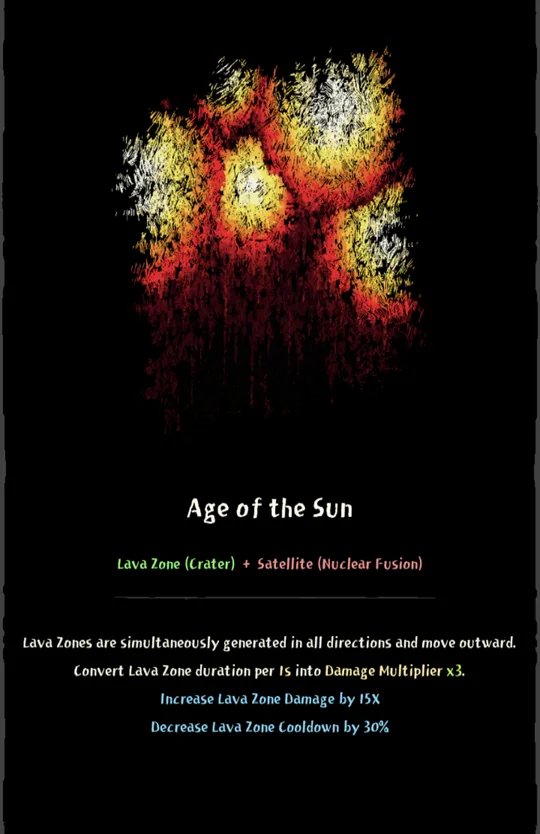 Age of the Sun
Lava Zone (Crater) + Satellite (Nuclear Fusion)
Lava Zones are simultaneously generated in all directions and move outward.
Convert Lava Zone duration per 1s into Damage Multiplier x3.
Increase Lava Zone Damage by 15X
Decrease Lava Zone Cooldown by 30%